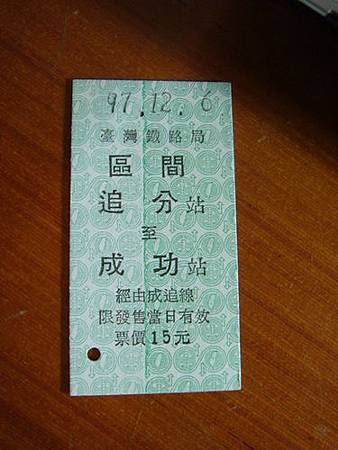 97.12.6
臺灣鐵路局
區間
追分站
至
成功站
經由成追線
限發售當日有效
票價15元